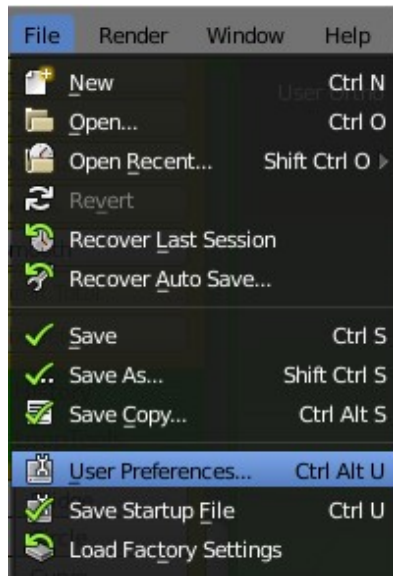 File Render Window Help
New Ctrl N
Open... Ctrl O
Open Recent... Shift Ctrl O
Revert
Recover Last Session
Recover Auto Save...
Save Ctrl S
Save As... Shift Ctrl S
Save Copy... Ctrl Alt S
User Preferences... Ctrl Alt U
Save Startup File Ctrl U
Load Factory Settings